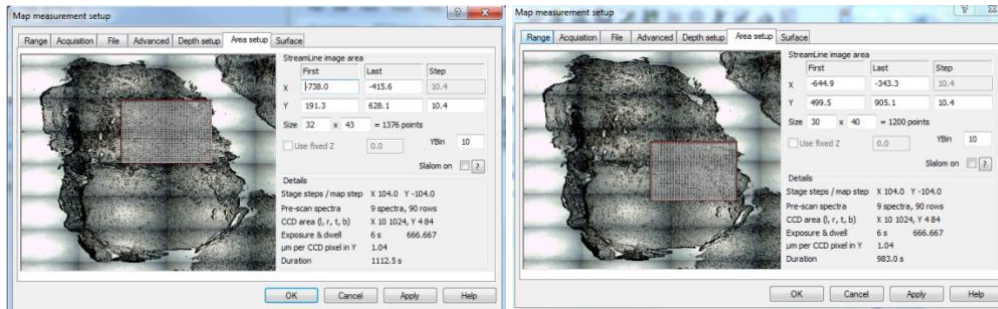 Map measurement setup
Range Acquisition File Advanced Depth setup Area setup Surface
StreamLine image area
First Last Step
X -738.0 -415.6 10.4
Y 191.3 628.1 10.4
Size 32 x 43 = 1376 points
Use fixed Z 0.0 YBin 10
Slalom on ?
Details
Stage steps / map step X 104.0 Y -104.0
Pre-scan spectra 9 spectra, 90 rows
CCD area (l, r, t, b) X 10 1024, Y 4 84
Exposure & dwell 6 s 666.667
µm per CCD pixel in Y 1.04
Duration 1112.5 s
OK Cancel Apply Help
Map measurement setup
Range Acquisition File Advanced Depth setup Area setup Surface
StreamLine image area
First Last Step
X -644.9 -343.3 10.4
Y 499.5 905.1 10.4
Size 30 x 40 = 1200 points
Use fixed Z 0.0 YBin 10
Slalom on ?
Details
Stage steps / map step X 104.0 Y -104.0
Pre-scan spectra 9 spectra, 90 rows
CCD area (l, r, t, b) X 10 1024, Y 4 84
Exposure & dwell 6 s 666.667
µm per CCD pixel in Y 1.04
Duration 983.0 s
OK Cancel Apply Help